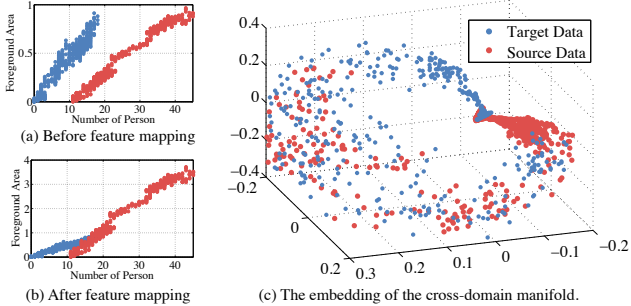 1
0.5
0
0 10 20 30 40
Foreground Area
Number of Person
(a) Before feature mapping
4
3
2
1
0
0 10 20 30 40
Foreground Area
Number of Person
(b) After feature mapping
0.4
0.2
0
−0.2
−0.4
−0.2
0
0.2
0.3
0.2
0.1
0
−0.1
−0.2
Target Data
Source Data
(c) The embedding of the cross-domain manifold.